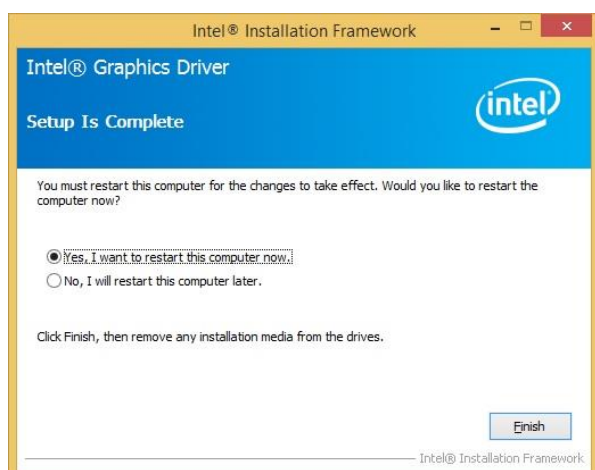 Intel® Installation Framework
Intel® Graphics Driver
intel
Setup Is Complete
You must restart this computer for the changes to take effect. Would you like to restart the
computer now?
Yes, I want to restart this computer now.
No, I will restart this computer later.
Click Finish, then remove any installation media from the drives.
Finish
Intel® Installation Framework